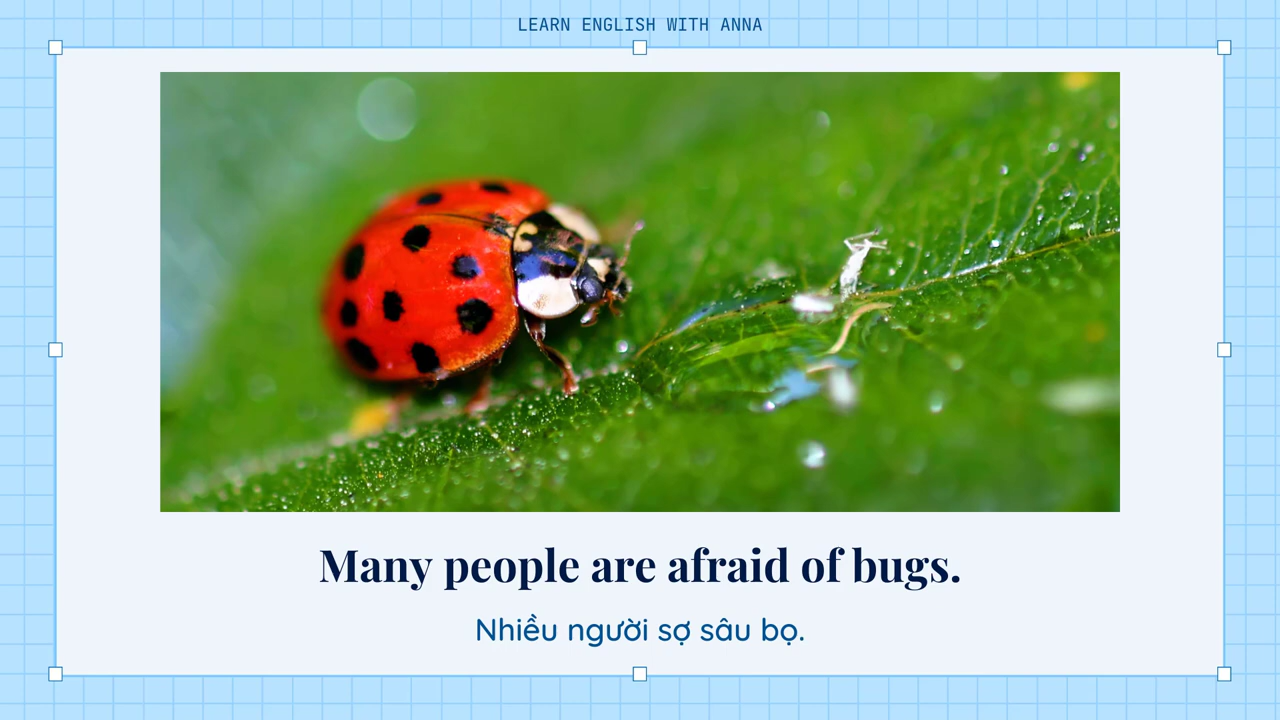 LEARN ENGLISH WITH ANNA
Many people are afraid of bugs.
Nhiều người sợ sâu bọ.